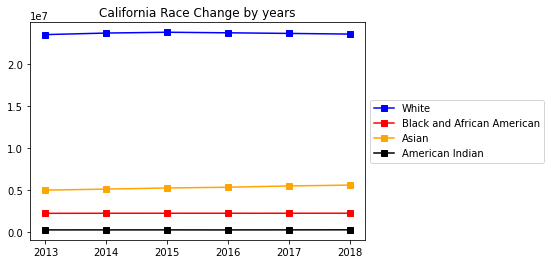 California Race Change by years
1e7
2.0
1.5
1.0
0.5
0.0
2013 2014 2015 2016 2017 2018
White
Black and African American
Asian
American Indian